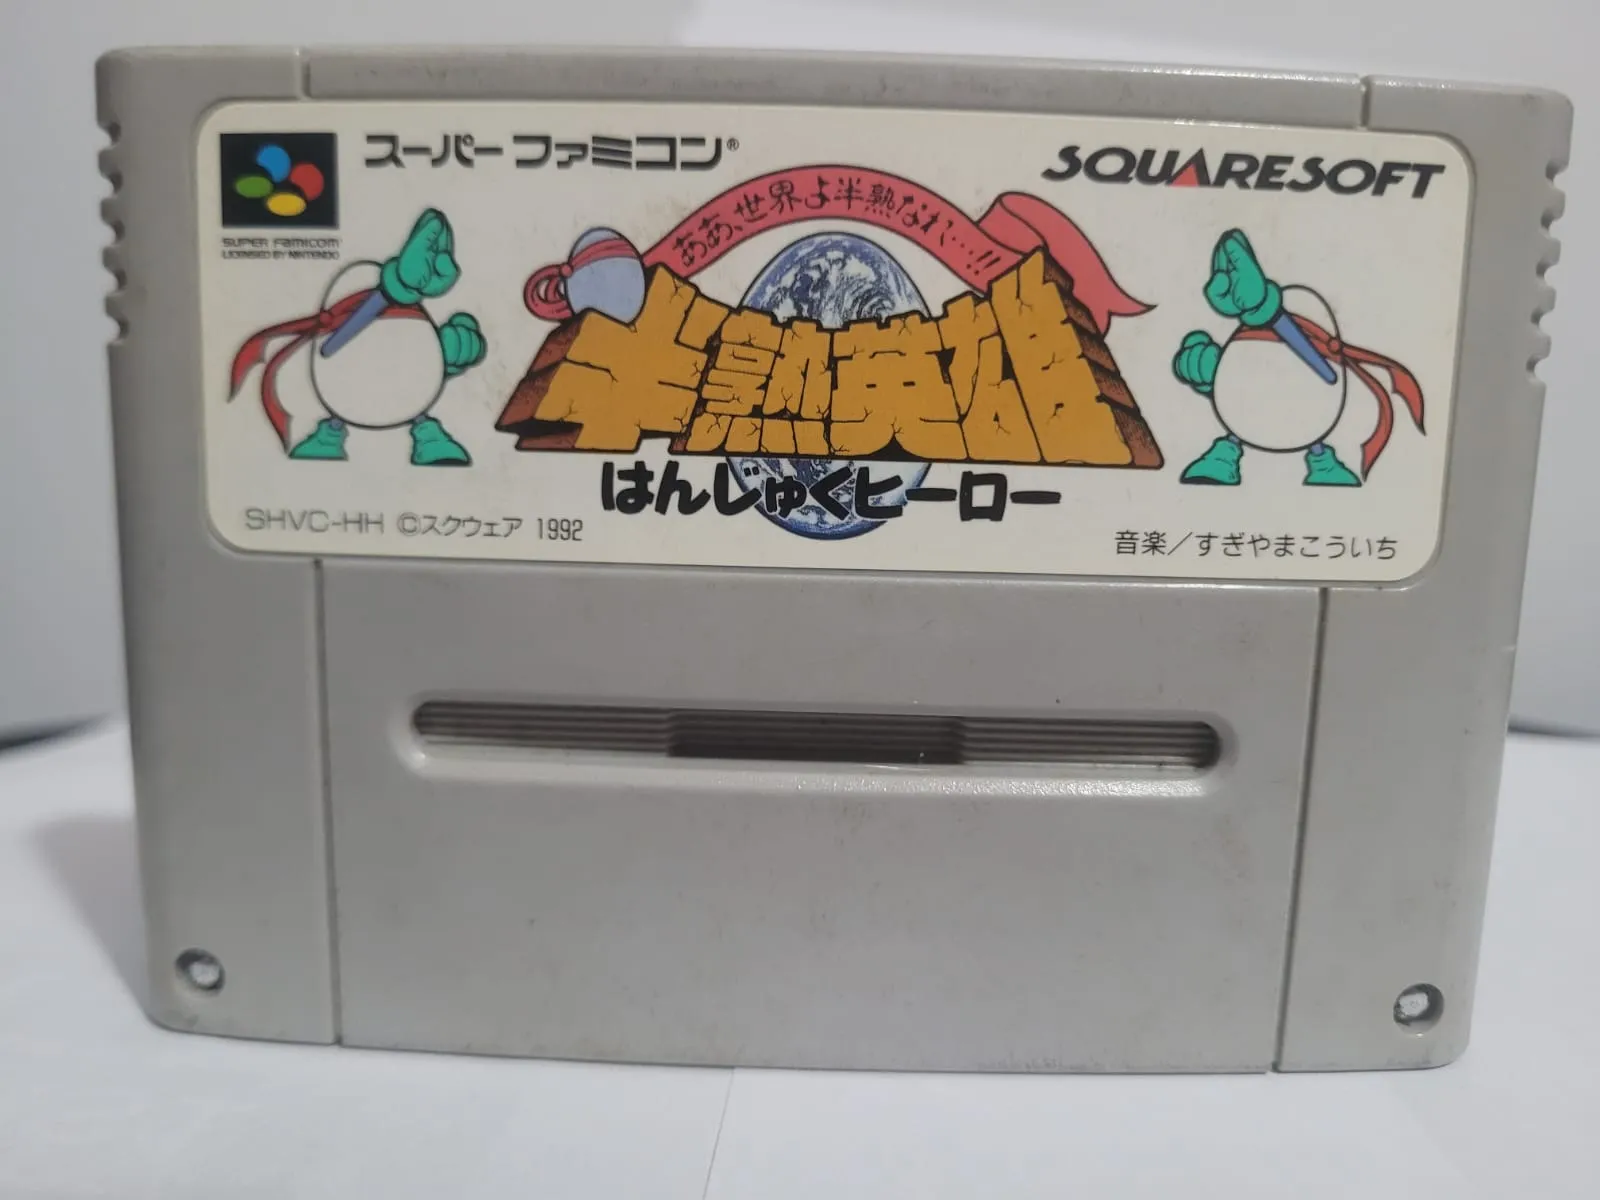 スーパーファミコン®
SQUARESOFT
SUPER FAMICOM
LICENSED BY NINTENDO
ああ、世界よ半熟なれ…!!
半熟英雄
はんじゅくヒーロー
SHVC-HH ©スクウェア 1992
音楽/すぎやまこういち